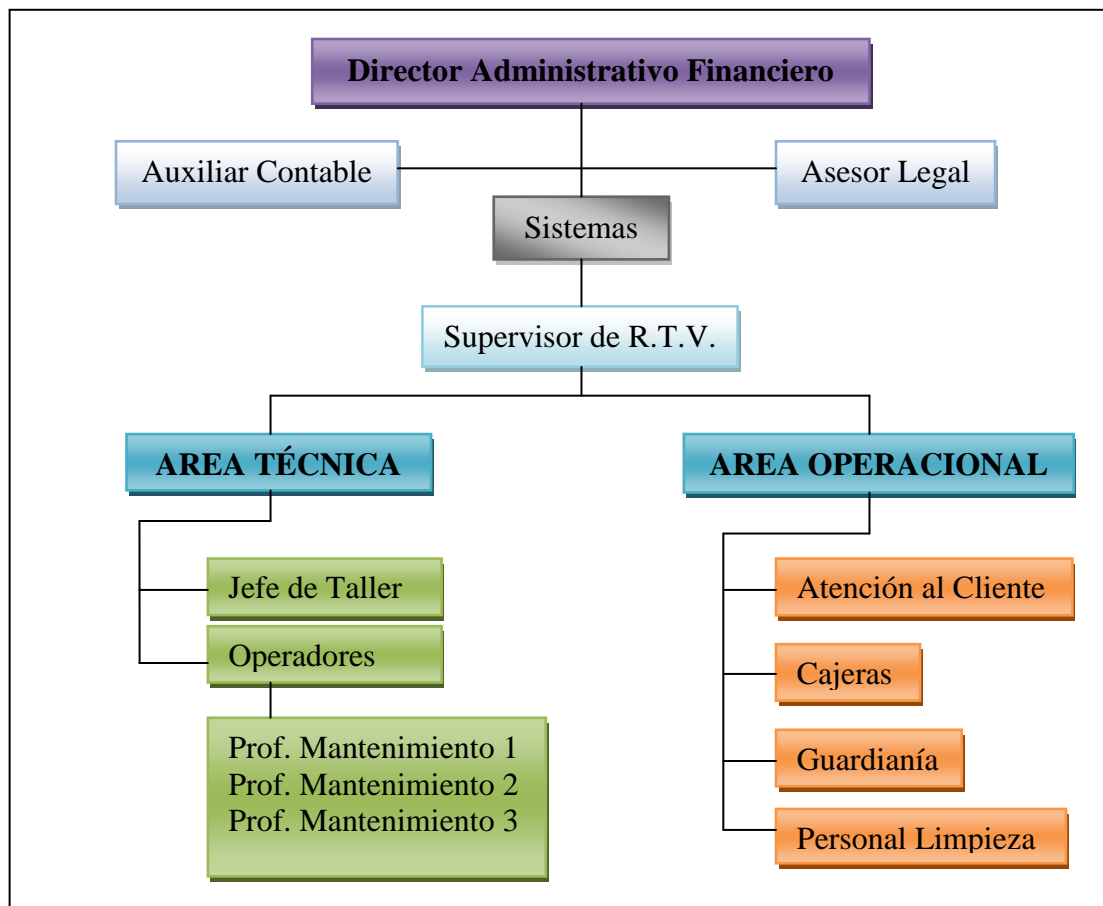 Director Administrativo Financiero
Auxiliar Contable
Asesor Legal
Sistemas
Supervisor de R.T.V.
AREA TÉCNICA
AREA OPERACIONAL
Jefe de Taller
Operadores
Prof. Mantenimiento 1
Prof. Mantenimiento 2
Prof. Mantenimiento 3
Atención al Cliente
Cajeras
Guardianía
Personal Limpieza